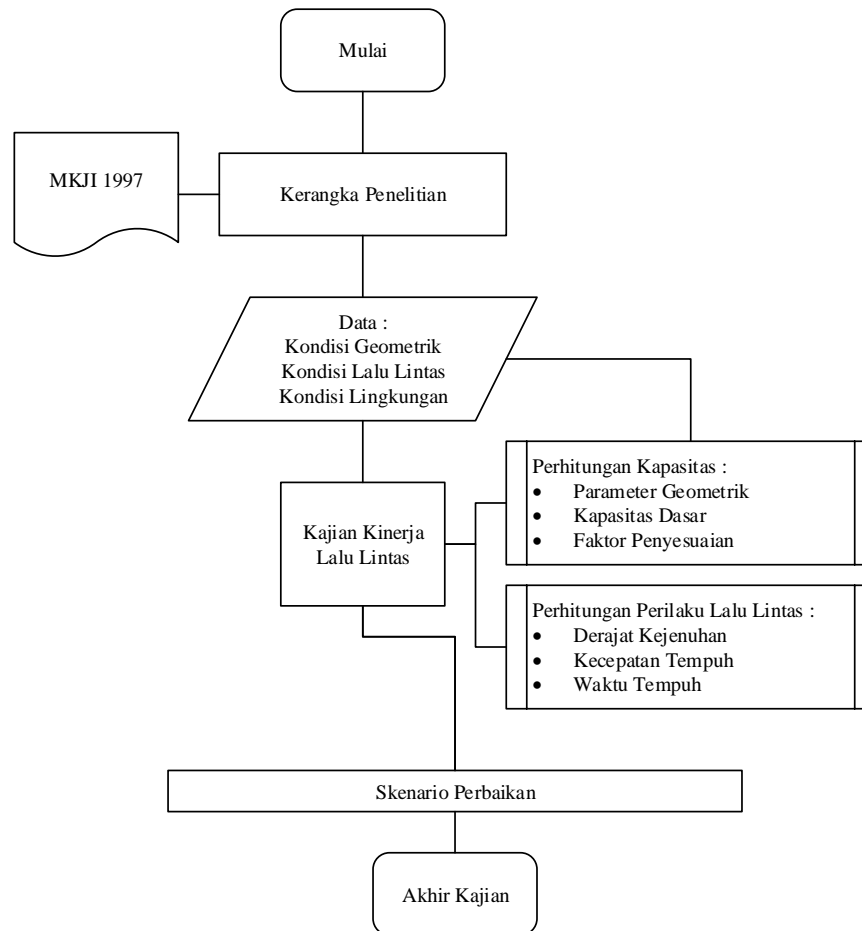 Mulai
MKJI 1997
Kerangka Penelitian
Data :
Kondisi Geometrik
Kondisi Lalu Lintas
Kondisi Lingkungan
Perhitungan Kapasitas :
• Parameter Geometrik
• Kapasitas Dasar
• Faktor Penyesuaian
Kajian Kinerja
Lalu Lintas
Perhitungan Perilaku Lalu Lintas :
• Derajat Kejenuhan
• Kecepatan Tempuh
• Waktu Tempuh
Skenario Perbaikan
Akhir Kajian